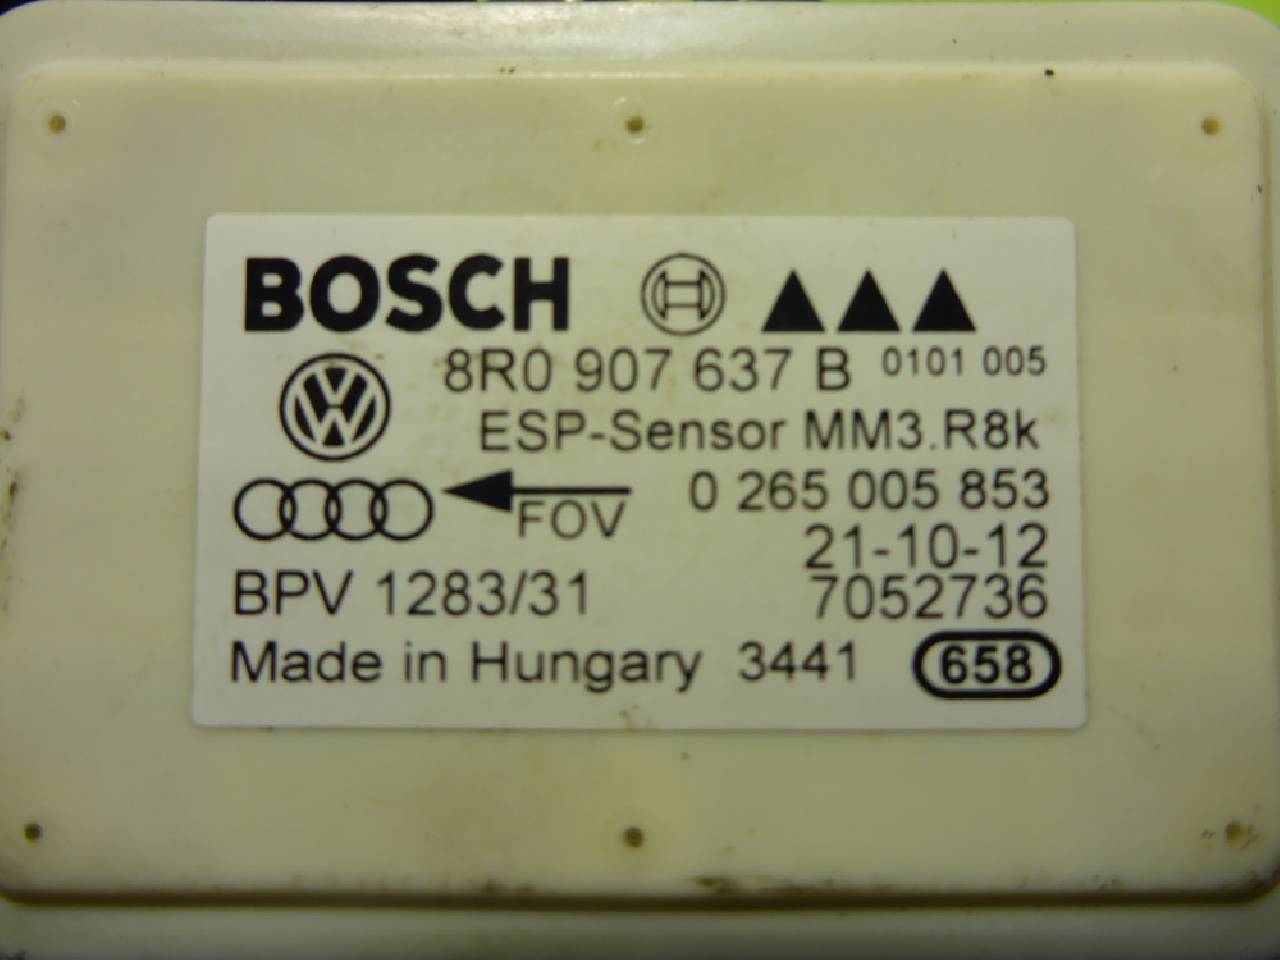 BOSCH
8R0 907 637 B 0101 005
ESP-Sensor MM3.R8k
FOV 0 265 005 853
21-10-12
BPV 1283/31 7052736
Made in Hungary 3441 658